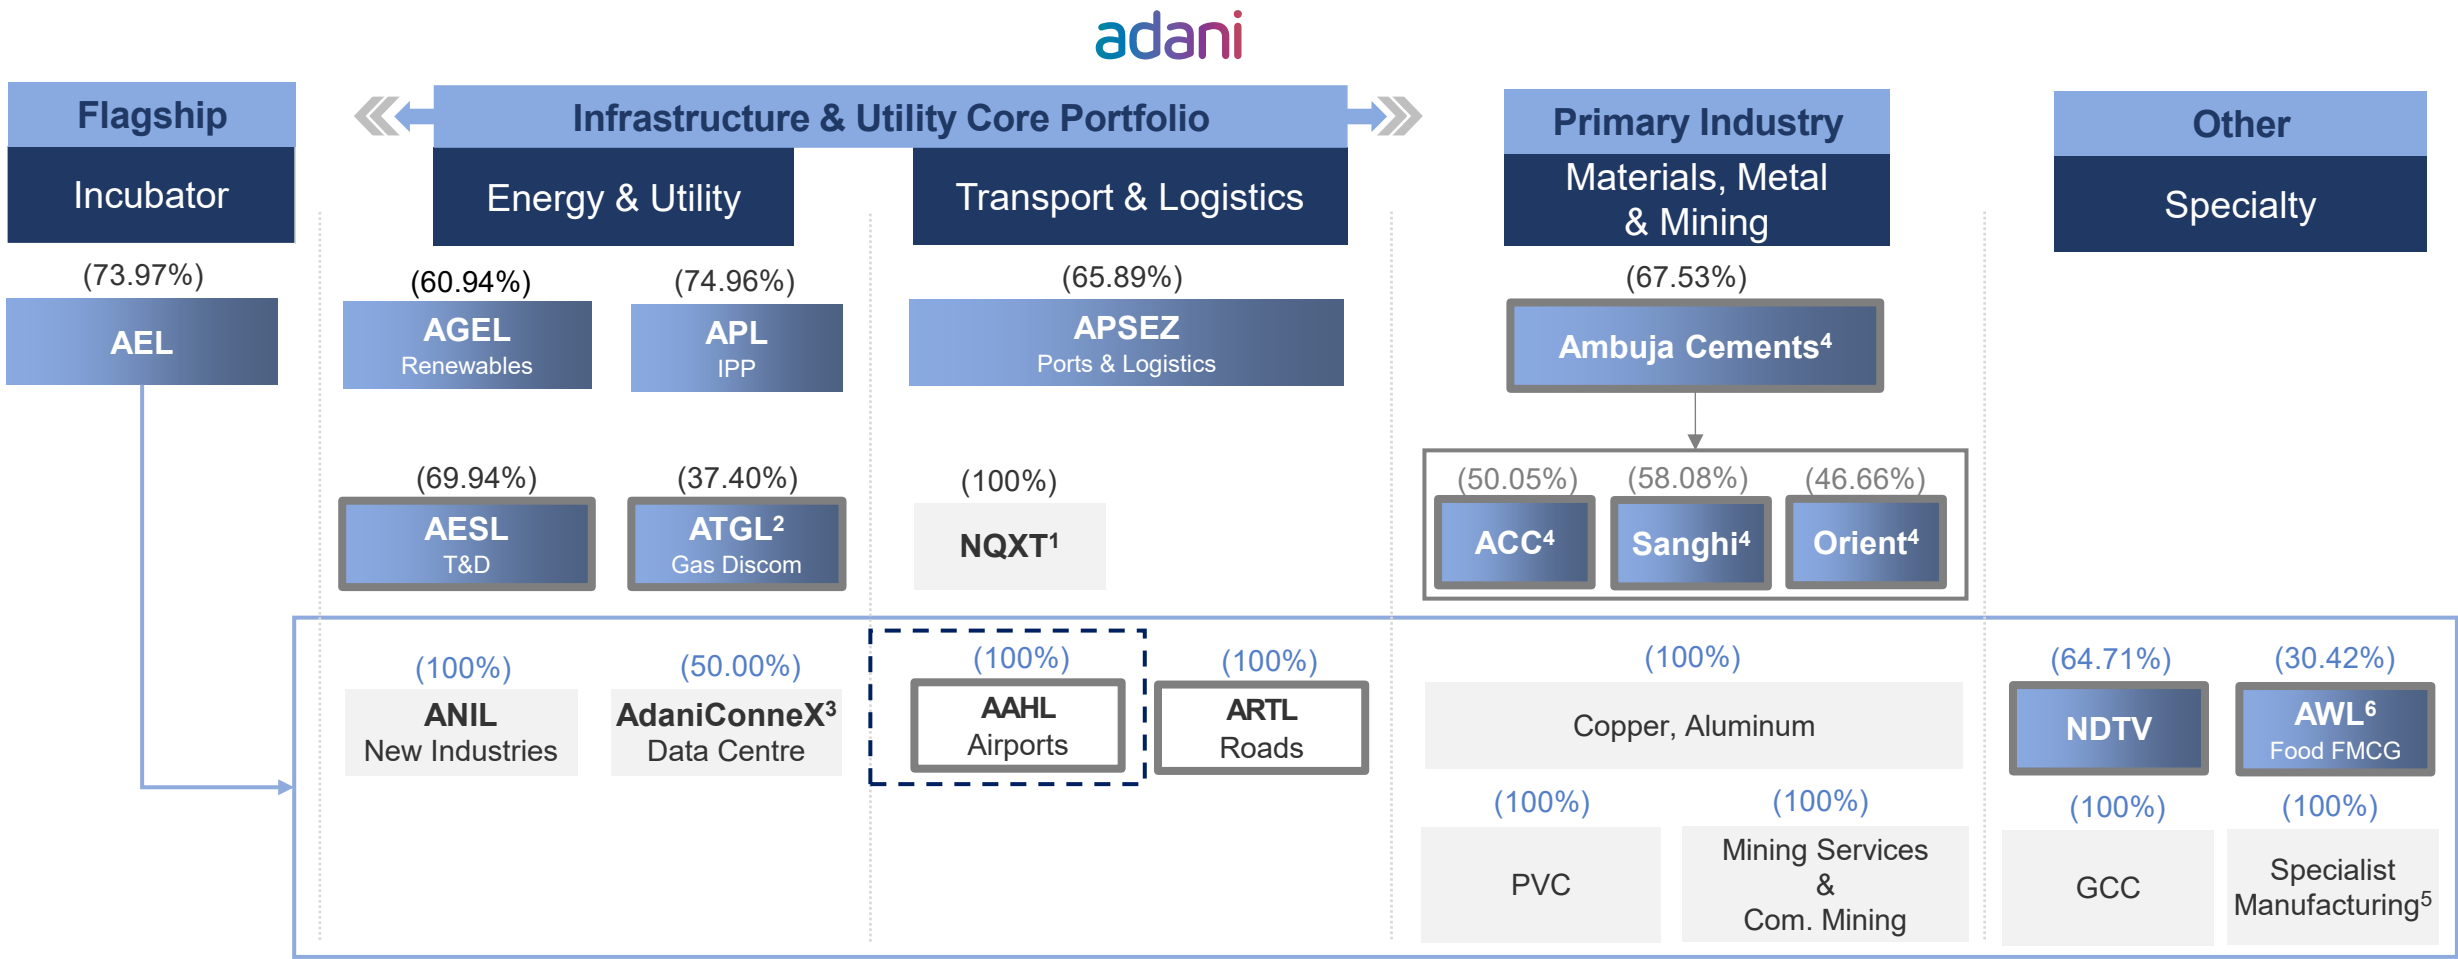 adani
Flagship
Infrastructure & Utility Core Portfolio
Primary Industry
Other
Incubator
Energy & Utility
Transport & Logistics
Materials, Metal
& Mining
Specialty
(73.97%)
AEL
(60.94%)
AGEL
Renewables
(74.96%)
APL
IPP
(65.89%)
APSEZ
Ports & Logistics
(67.53%)
Ambuja Cements⁴
(69.94%)
AESL
T&D
(37.40%)
ATGL²
Gas Discom
(100%)
NQXT¹
(50.05%)
ACC⁴
(58.08%)
Sanghi⁴
(46.66%)
Orient⁴
(100%)
ANIL
New Industries
(50.00%)
AdaniConneX³
Data Centre
(100%)
AAHL
Airports
(100%)
ARTL
Roads
(100%)
Copper, Aluminum
(64.71%)
NDTV
(30.42%)
AWL⁶
Food FMCG
(100%)
PVC
(100%)
Mining Services
&
Com. Mining
(100%)
GCC
(100%)
Specialist
Manufacturing⁵